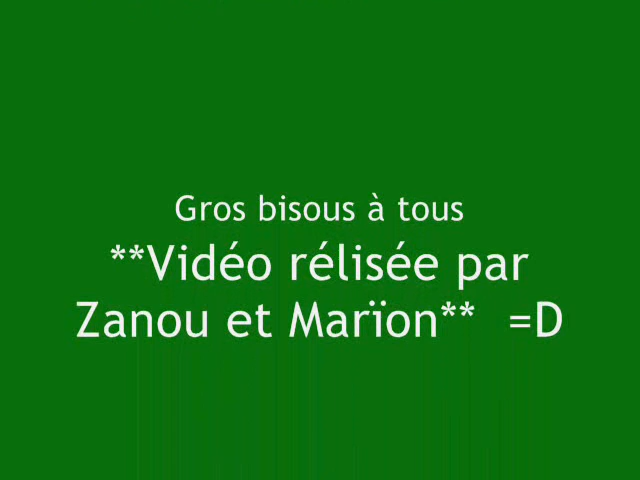 Gros bisous à tous
**Vidéo rélisée par
Zanou et Marïon** =D